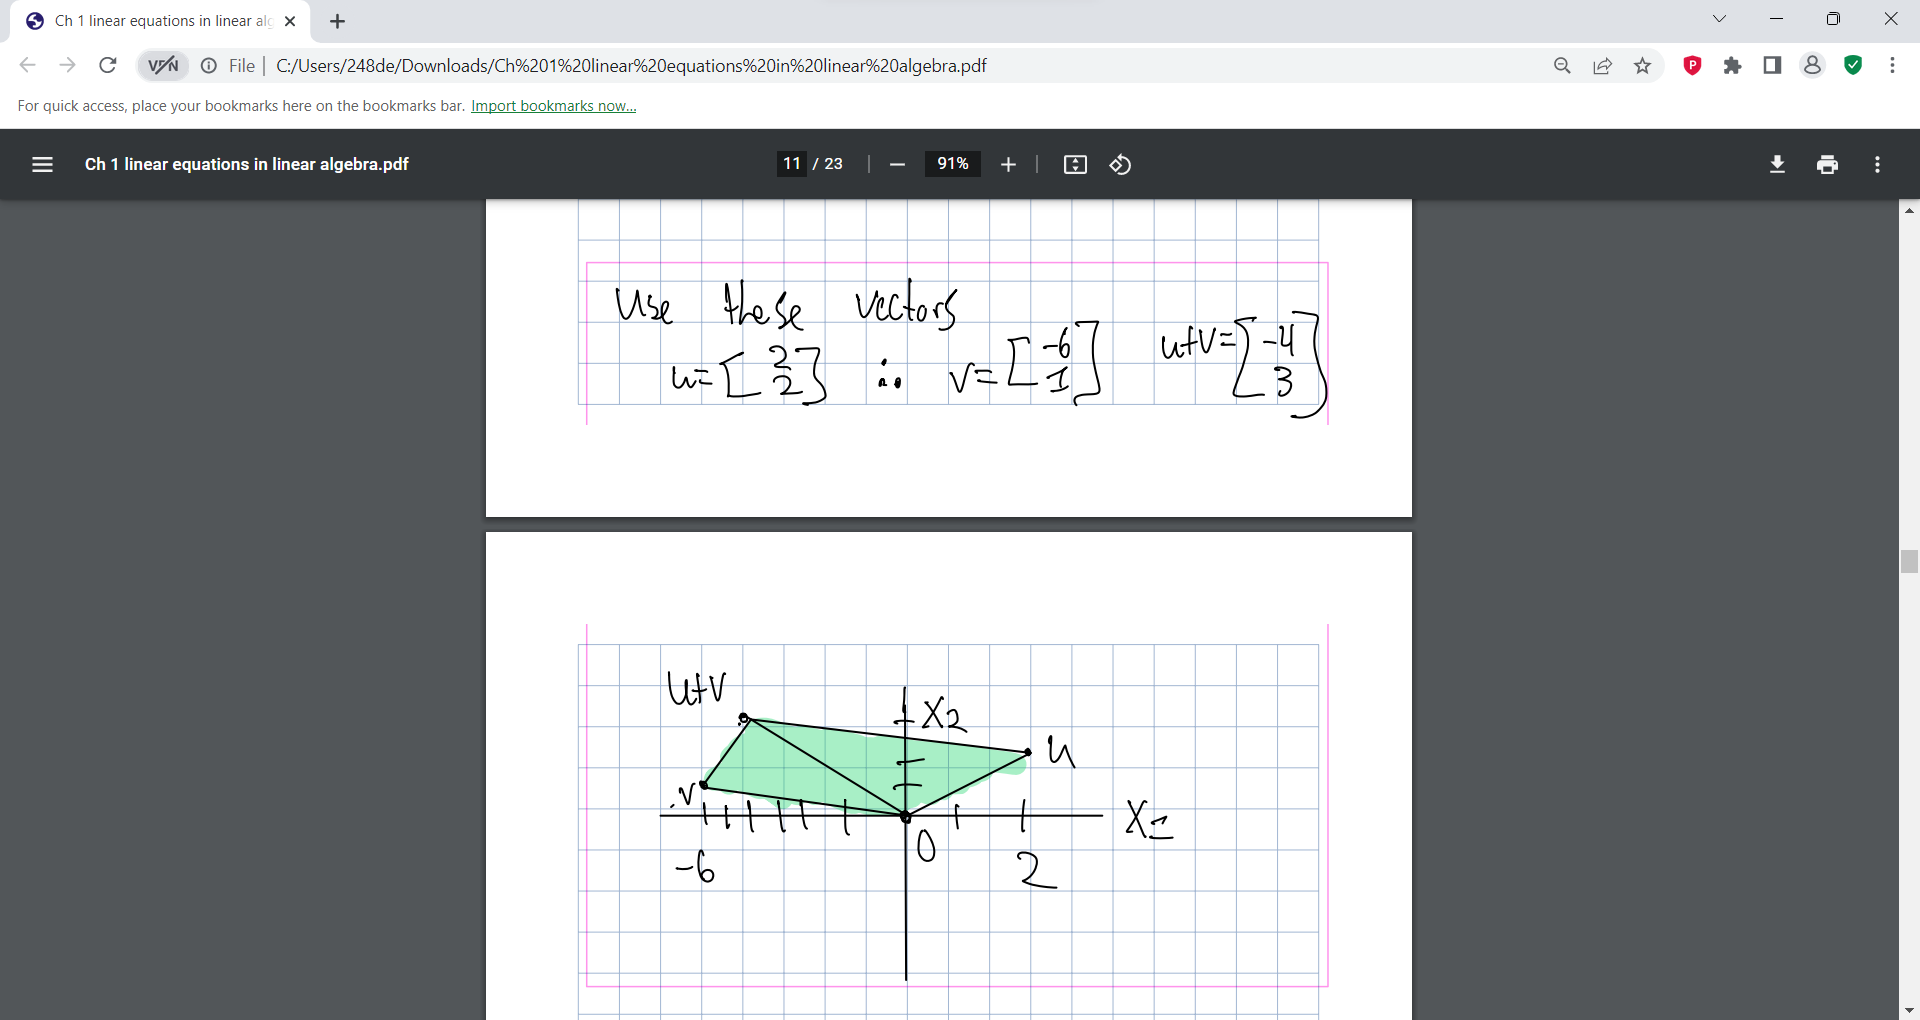 Ch 1 linear equations in linear alg
File | C:/Users/248de/Downloads/Ch%201%20linear%20equations%20in%20linear%20algebra.pdf
For quick access, place your bookmarks here on the bookmarks bar. Import bookmarks now...
Ch 1 linear equations in linear algebra.pdf
11 / 23
91%
Use these vectors
u = [2 2] ∴ v = [-6 1] u+v = [-4 3]
u+v
x2
u
v
x1
0
-6
2